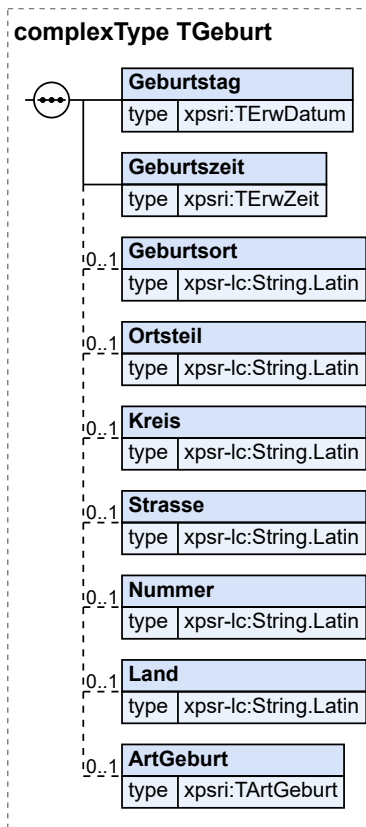 complexType TGeburt
Geburtstag
type xpsri:TErwDatum
Geburtszeit
type xpsri:TErwZeit
0..1 Geburtsort
type xpsr-lc:String.Latin
0..1 Ortsteil
type xpsr-lc:String.Latin
0..1 Kreis
type xpsr-lc:String.Latin
0..1 Strasse
type xpsr-lc:String.Latin
0..1 Nummer
type xpsr-lc:String.Latin
0..1 Land
type xpsr-lc:String.Latin
0..1 ArtGeburt
type xpsri:TArtGeburt